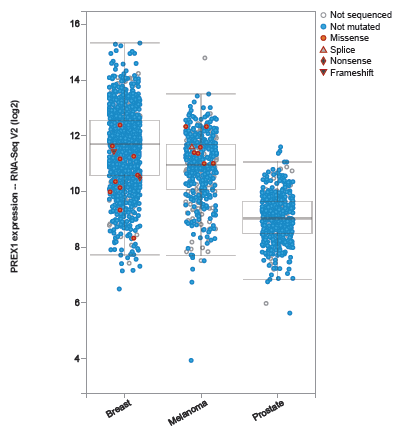 Not sequenced
Not mutated
Missense
Splice
Nonsense
Frameshift
PREX1 expression -- RNA-Seq V2 (log2)
16
14
12
10
8
6
4
Breast
Melanoma
Prostate